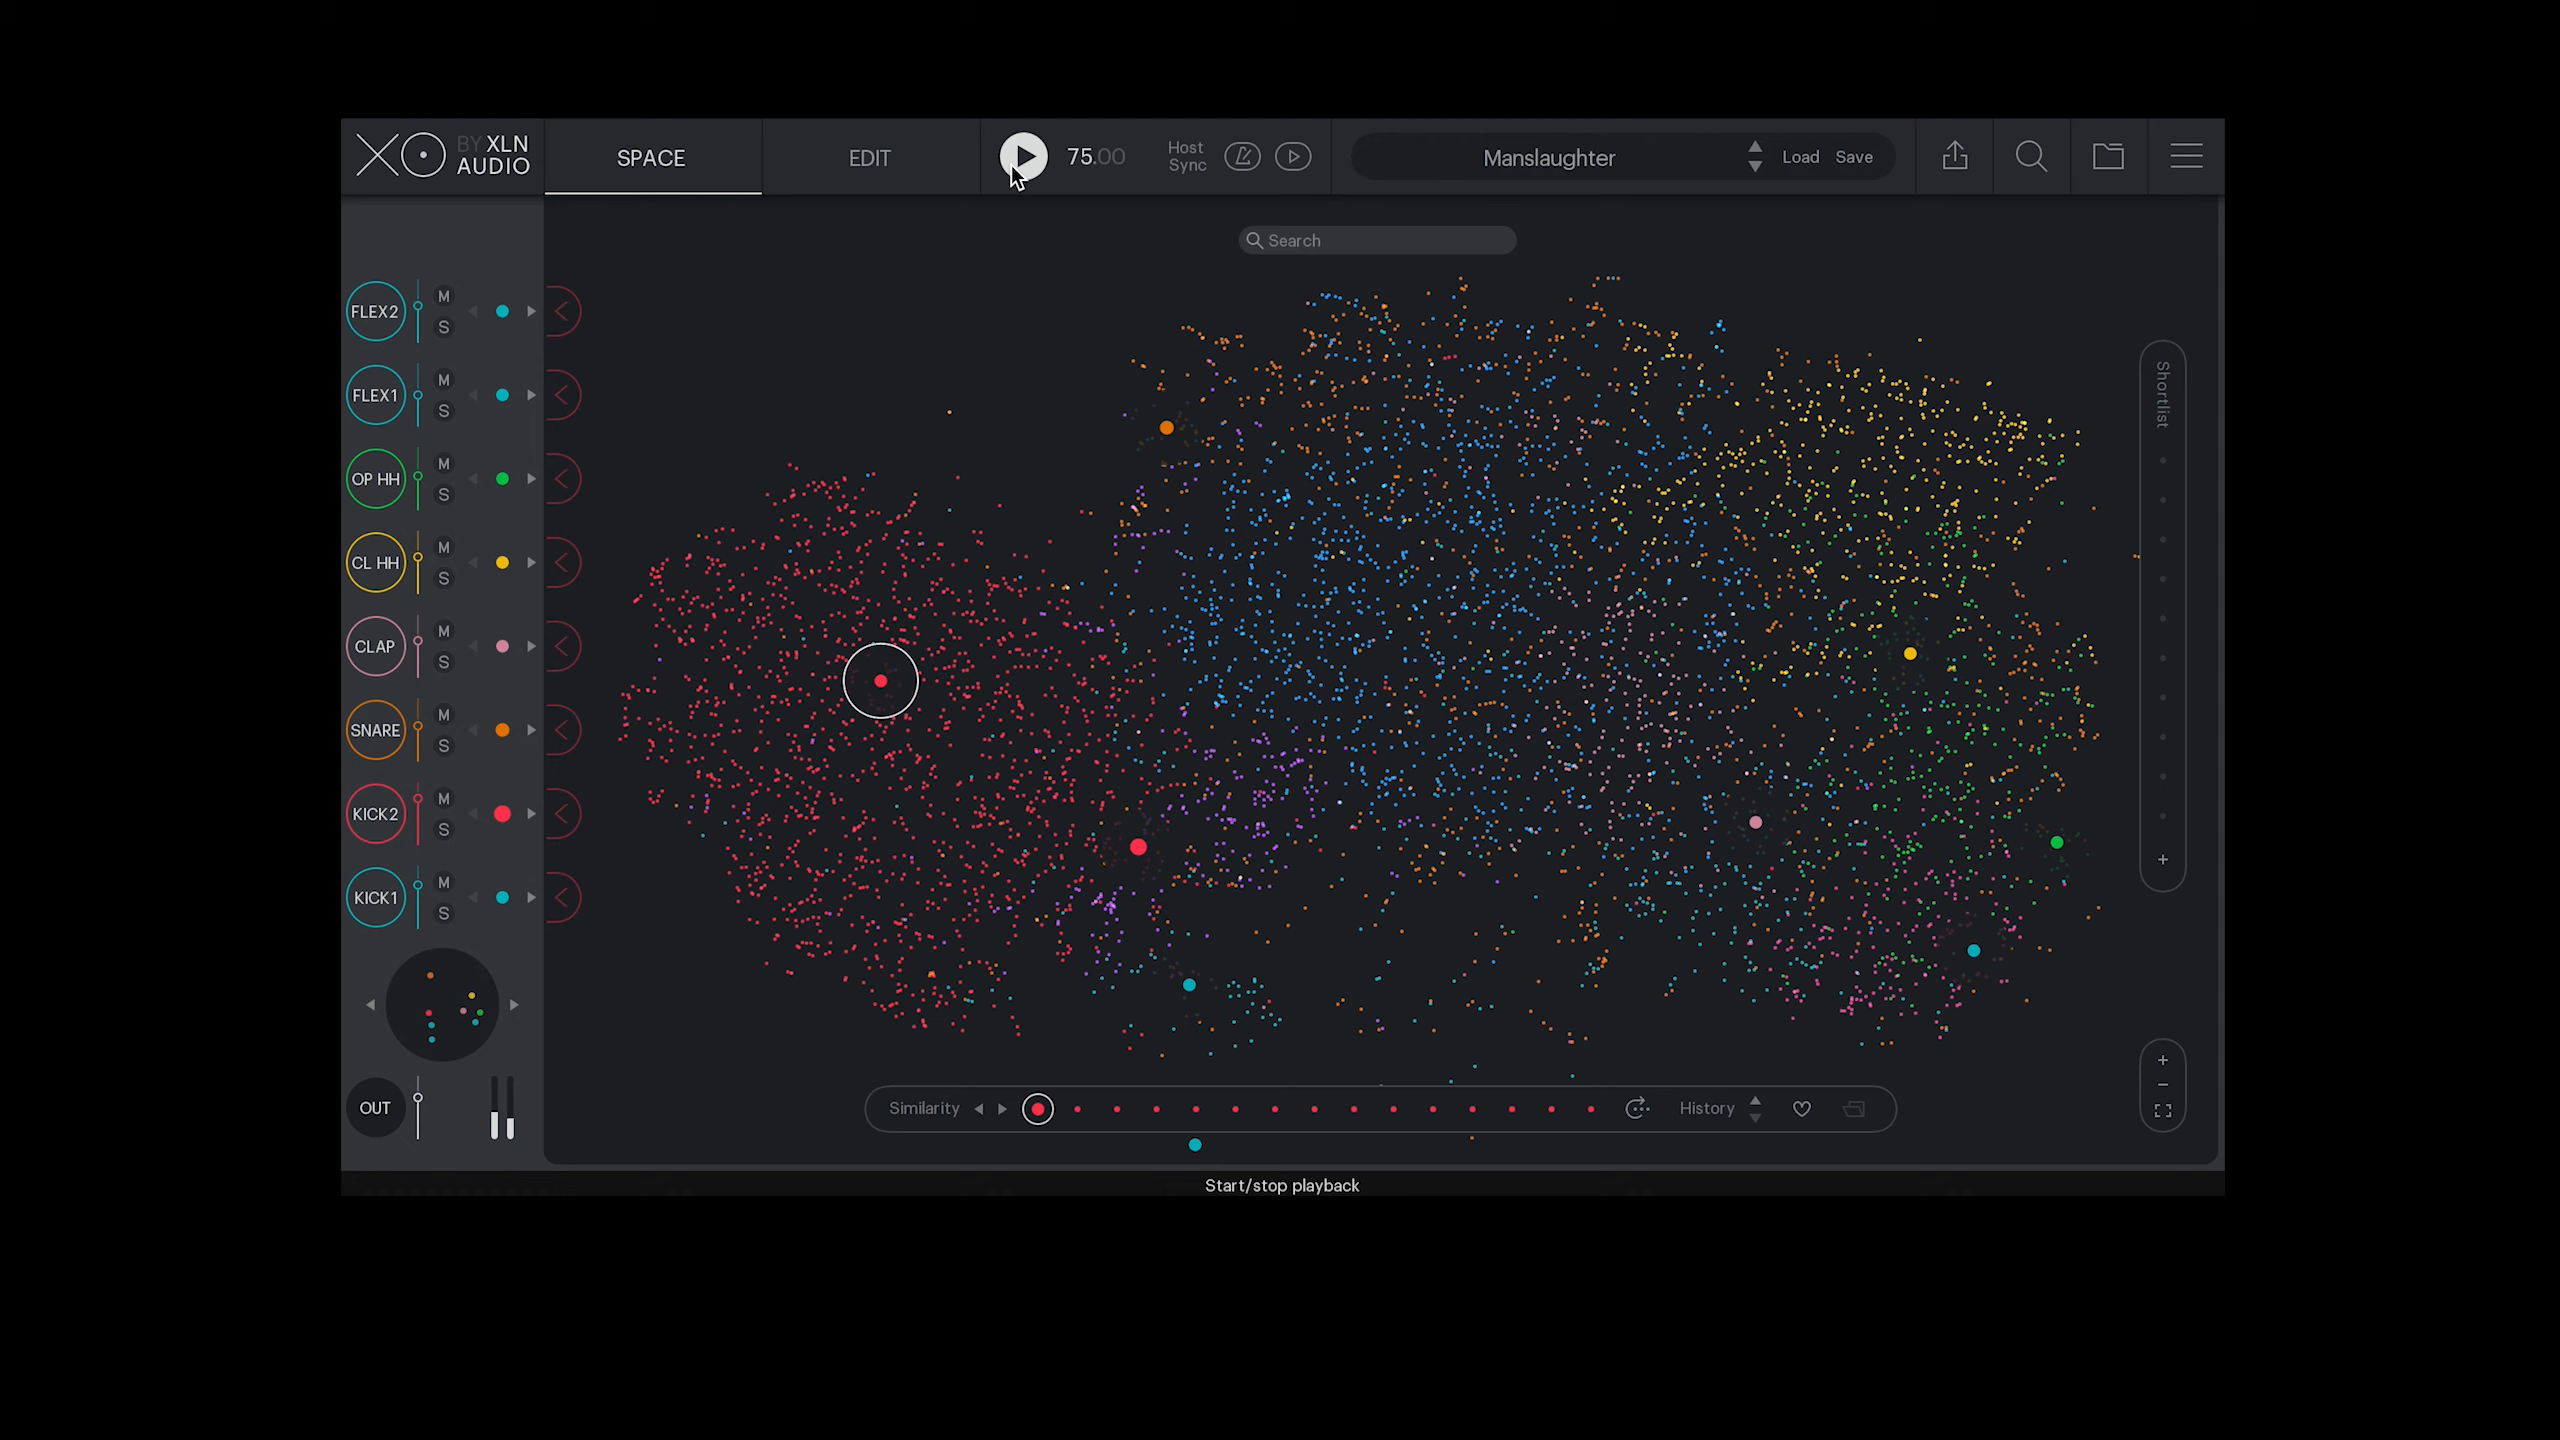 XO BY XLN AUDIO
SPACE
EDIT
75.00
Host
Sync
Manslaughter
Load
Save
Search
FLEX2
M
S
FLEX1
M
S
OP HH
M
S
CL HH
M
S
CLAP
M
S
SNARE
M
S
KICK2
M
S
KICK1
M
S
OUT
Shortlist
+
+
−
Similarity
History
Start/stop playback